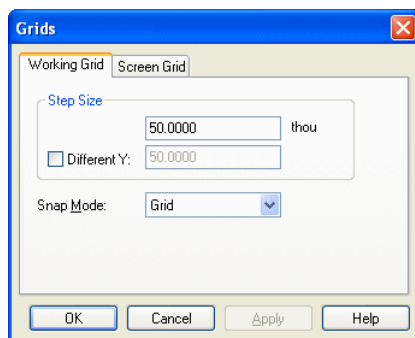 Grids
Working Grid Screen Grid
Step Size
50.0000 thou
Different Y: 50.0000
Snap Mode: Grid
OK Cancel Apply Help